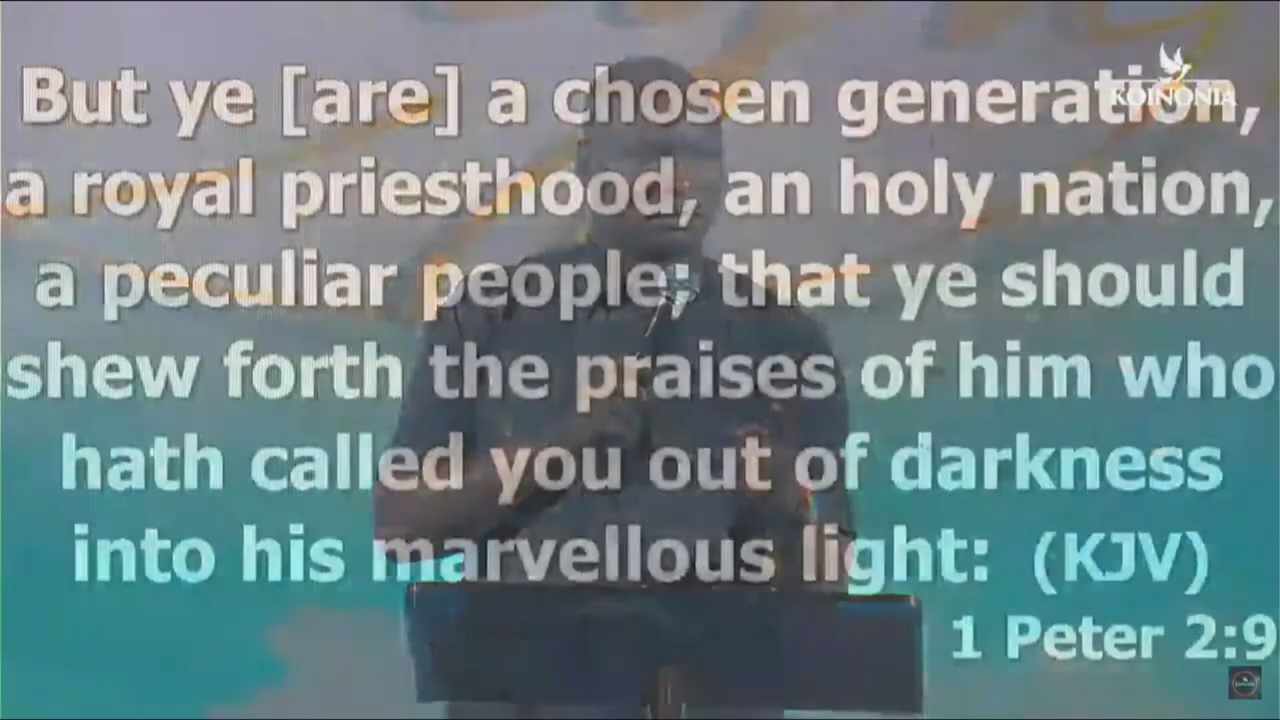 KOINONIA
But ye [are] a chosen generation,
a royal priesthood, an holy nation,
a peculiar people; that ye should
shew forth the praises of him who
hath called you out of darkness
into his marvellous light: (KJV)
1 Peter 2:9